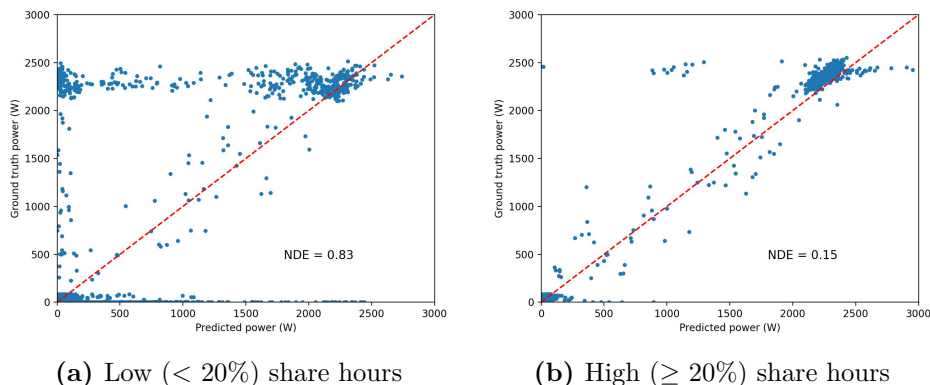 3000
2500
2000
1500
1000
500
0
Ground truth power (W)
NDE = 0.83
0 500 1000 1500 2000 2500 3000
Predicted power (W)
(a) Low (< 20%) share hours
3000
2500
2000
1500
1000
500
0
Ground truth power (W)
NDE = 0.15
0 500 1000 1500 2000 2500 3000
Predicted power (W)
(b) High (≥ 20%) share hours